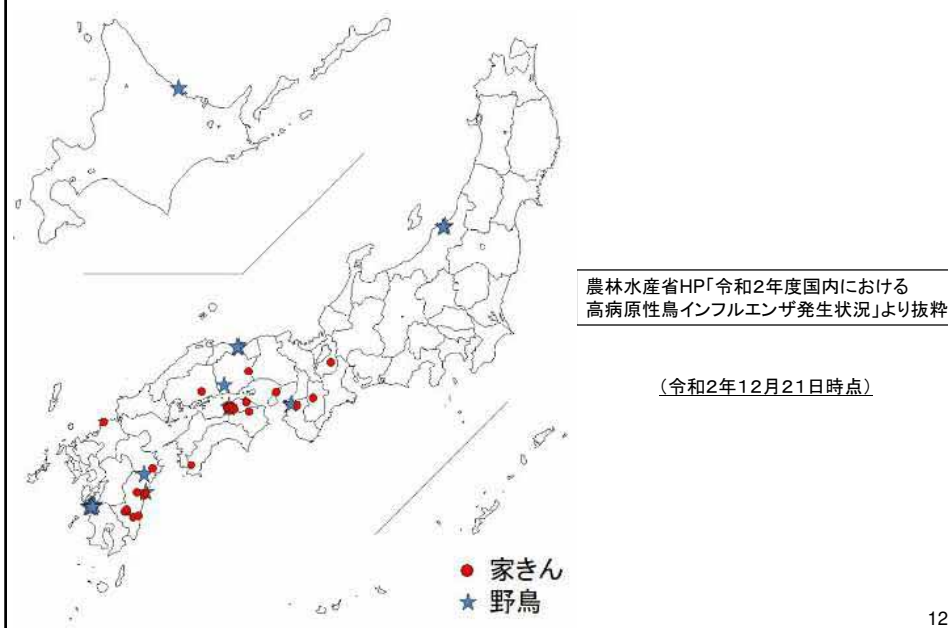 農林水産省HP「令和2年度国内における
高病原性鳥インフルエンザ発生状況」より抜粋
(令和2年12月21日時点)
家きん
野鳥
12